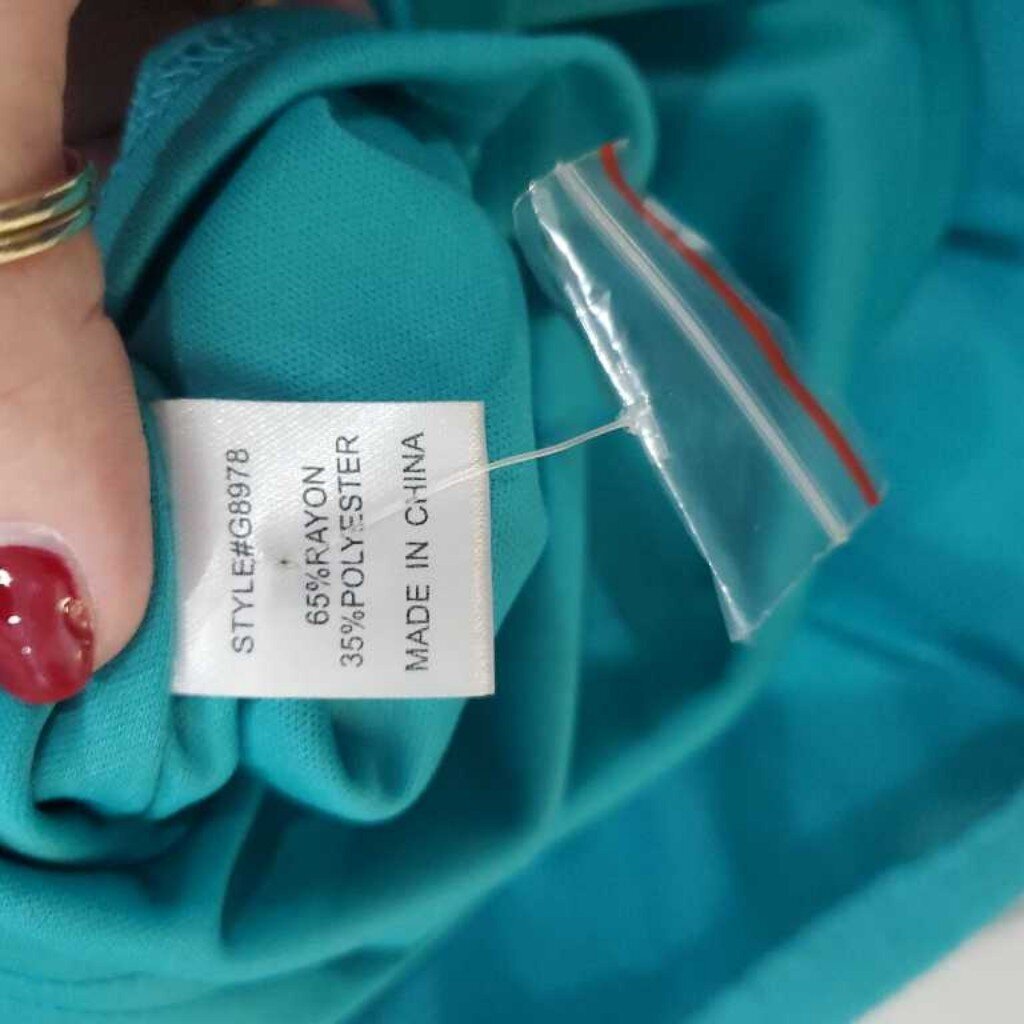 STYLE#G8978
65%RAYON
35%POLYESTER
MADE IN CHINA